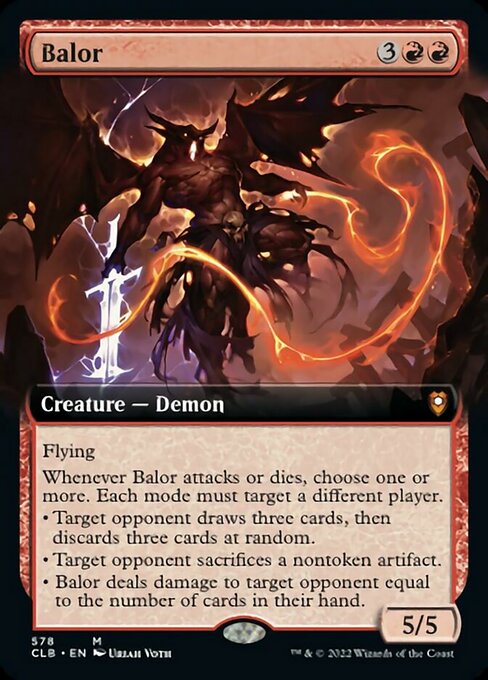 Balor 3
Creature — Demon
Flying
Whenever Balor attacks or dies, choose one or
more. Each mode must target a different player.
• Target opponent draws three cards, then
discards three cards at random.
• Target opponent sacrifices a nontoken artifact.
• Balor deals damage to target opponent equal
to the number of cards in their hand.
5/5
578 M
CLB • EN Uriah Voth
™ & © 2022 Wizards of the Coast